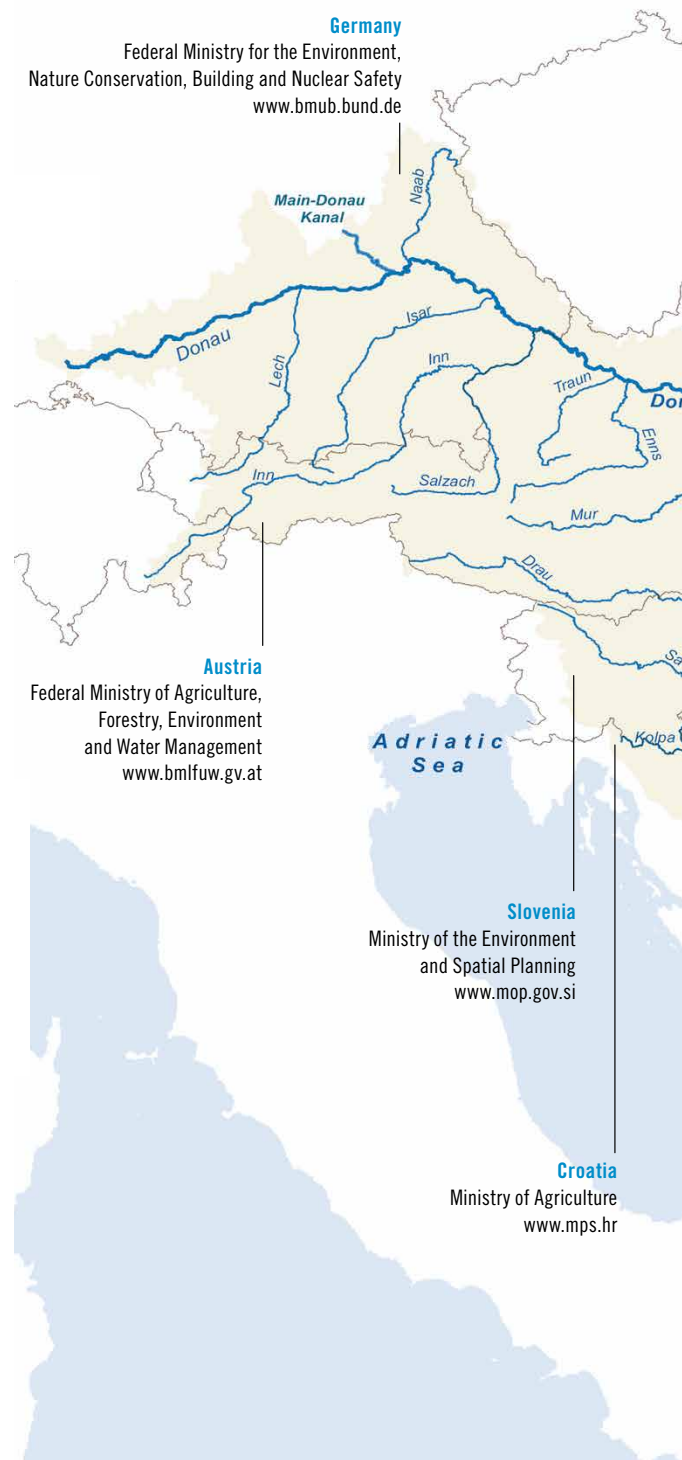 Germany
Federal Ministry for the Environment,
Nature Conservation, Building and Nuclear Safety
www.bmub.bund.de
Naab
Main-Donau
Kanal
Donau
Isar
Lech
Inn
Traun
Don
Enns
Inn
Salzach
Mur
Drau
Sa
Austria
Federal Ministry of Agriculture,
Forestry, Environment
and Water Management
www.bmlfuw.gv.at
Adriatic
Sea
Kolpa
Slovenia
Ministry of the Environment
and Spatial Planning
www.mop.gov.si
Croatia
Ministry of Agriculture
www.mps.hr